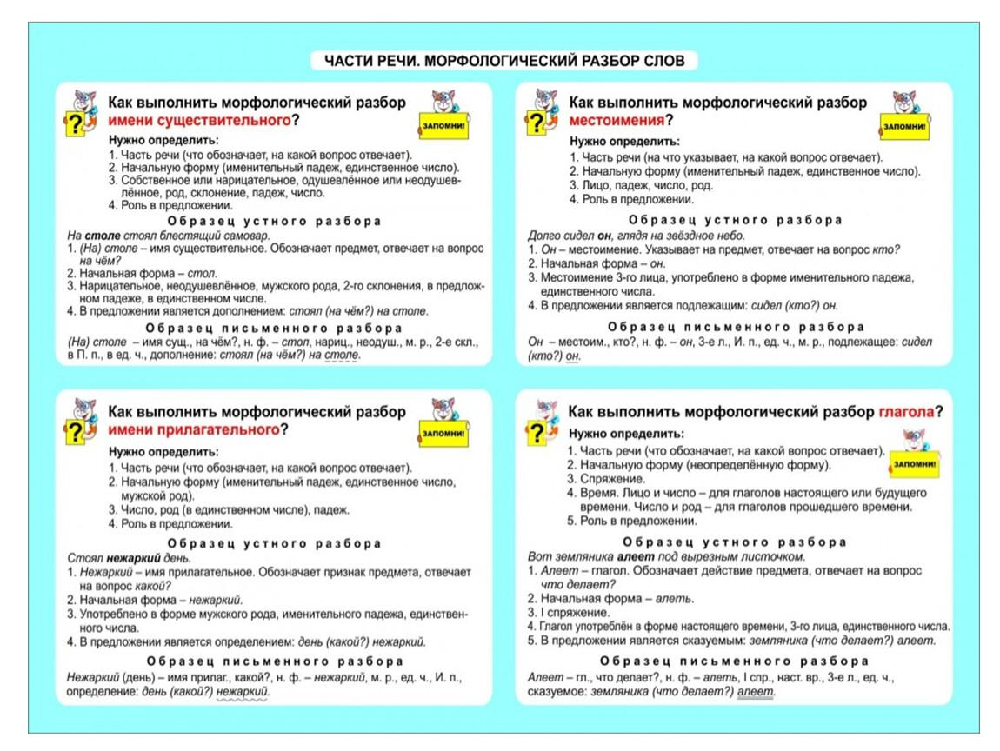 ЧАСТИ РЕЧИ. МОРФОЛОГИЧЕСКИЙ РАЗБОР СЛОВ
?
Как выполнить морфологический разбор
имени существительного?
ЗАПОМНИ!
Нужно определить:
1. Часть речи (что обозначает, на какой вопрос отвечает).
2. Начальную форму (именительный падеж, единственное число).
3. Собственное или нарицательное, одушевлённое или неодушев-
лённое, род, склонение, падеж, число.
4. Роль в предложении.
Образец устного разбора
На столе стоял блестящий самовар.
1. (На) столе – имя существительное. Обозначает предмет, отвечает на вопрос
на чём?
2. Начальная форма – стол.
3. Нарицательное, неодушевлённое, мужского рода, 2-го склонения, в предлож-
ном падеже, в единственном числе.
4. В предложении является дополнением: стоял (на чём?) на столе.
Образец письменного разбора
(На) столе – имя сущ., на чём?, н. ф. – стол, нариц., неодуш., м. р., 2-е скл.,
в П. п., в ед. ч., дополнение: стоял (на чём?) на столе.
?
Как выполнить морфологический разбор
местоимения?
ЗАПОМНИ!
Нужно определить:
1. Часть речи (на что указывает, на какой вопрос отвечает).
2. Начальную форму (именительный падеж, единственное число).
3. Лицо, падеж, число, род.
4. Роль в предложении.
Образец устного разбора
Долго сидел он, глядя на звёздное небо.
1. Он – местоимение. Указывает на предмет, отвечает на вопрос кто?
2. Начальная форма – он.
3. Местоимение 3-го лица, употреблено в форме именительного падежа,
единственного числа.
4. В предложении является подлежащим: сидел (кто?) он.
Образец письменного разбора
Он – местоим., кто?, н. ф. – он, 3-е л., И. п., ед. ч., м. р., подлежащее: сидел
(кто?) он.
?
Как выполнить морфологический разбор
имени прилагательного?
ЗАПОМНИ!
Нужно определить:
1. Часть речи (что обозначает, на какой вопрос отвечает).
2. Начальную форму (именительный падеж, единственное число,
мужской род).
3. Число, род (в единственном числе), падеж.
4. Роль в предложении.
Образец устного разбора
Стоял нежаркий день.
1. Нежаркий – имя прилагательное. Обозначает признак предмета, отвечает
на вопрос какой?
2. Начальная форма – нежаркий.
3. Употреблено в форме мужского рода, именительного падежа, единствен-
ного числа.
4. В предложении является определением: день (какой?) нежаркий.
Образец письменного разбора
Нежаркий (день) – имя прилаг., какой?, н. ф. – нежаркий, м. р., ед. ч., И. п.,
определение: день (какой?) нежаркий.
?
Как выполнить морфологический разбор глагола?
Нужно определить:
ЗАПОМНИ!
1. Часть речи (что обозначает, на какой вопрос отвечает).
2. Начальную форму (неопределённую форму).
3. Спряжение.
4. Время. Лицо и число – для глаголов настоящего или будущего
времени. Число и род – для глаголов прошедшего времени.
5. Роль в предложении.
Образец устного разбора
Вот земляника алеет под вырезным листочком.
1. Алеет – глагол. Обозначает действие предмета, отвечает на вопрос
что делает?
2. Начальная форма – алеть.
3. I спряжение.
4. Глагол употреблён в форме настоящего времени, 3-го лица, единственного числа.
5. В предложении является сказуемым: земляника (что делает?) алеет.
Образец письменного разбора
Алеет – гл., что делает?, н. ф. – алеть, I спр., наст. вр., 3-е л., ед. ч.,
сказуемое: земляника (что делает?) алеет.